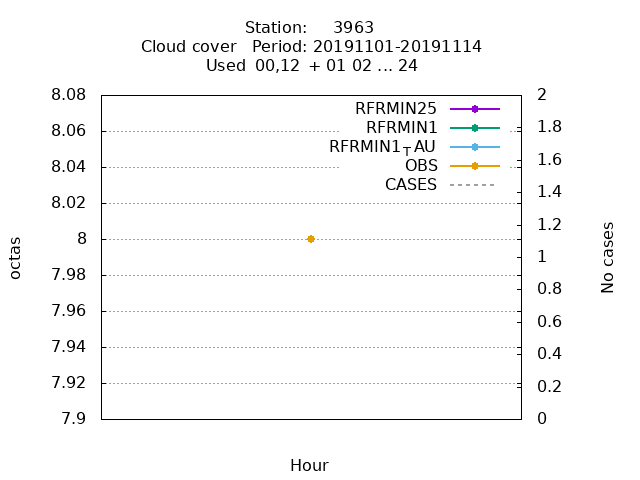 Station: 3963
Cloud cover Period: 20191101-20191114
Used 00,12 + 01 02 ... 24
8.08
8.06
8.04
8.02
8
7.98
7.96
7.94
7.92
7.9
2
1.8
1.6
1.4
1.2
1
0.8
0.6
0.4
0.2
0
RFRMIN25
RFRMIN1
RFRMIN1TAU
OBS
CASES
octas
No cases
Hour